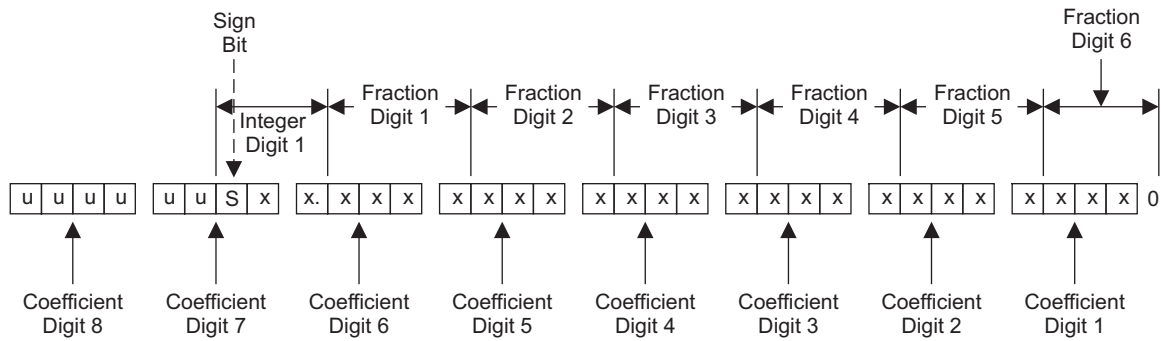 Sign
Bit
Fraction
Digit 6
Integer
Digit 1
Fraction
Digit 1
Fraction
Digit 2
Fraction
Digit 3
Fraction
Digit 4
Fraction
Digit 5
u u u u u u S x x. x x x x x x x x x x x x x x x x x x x x x x x 0
Coefficient
Digit 8
Coefficient
Digit 7
Coefficient
Digit 6
Coefficient
Digit 5
Coefficient
Digit 4
Coefficient
Digit 3
Coefficient
Digit 2
Coefficient
Digit 1